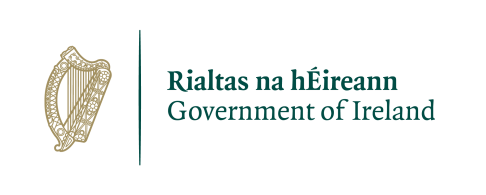 Rialtas na hÉireann
Government of Ireland